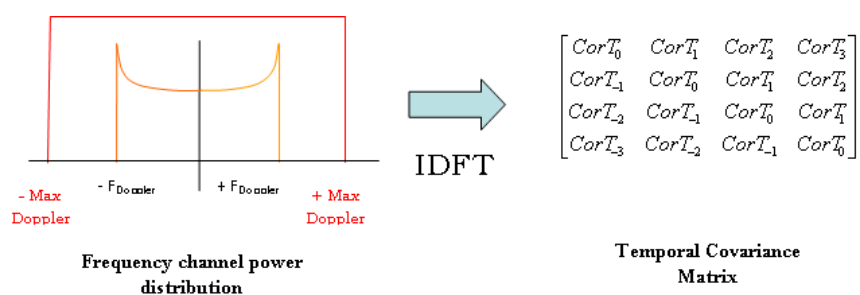 CorT₀ CorT₁ CorT₂ CorT₃
CorT₋₁ CorT₀ CorT₁ CorT₂
CorT₋₂ CorT₋₁ CorT₀ CorT₁
CorT₋₃ CorT₋₂ CorT₋₁ CorT₀
IDFT
- Max Doppler
- F Doppler
+ F Doppler
+ Max Doppler
Frequency channel power
distribution
Temporal Covariance
Matrix